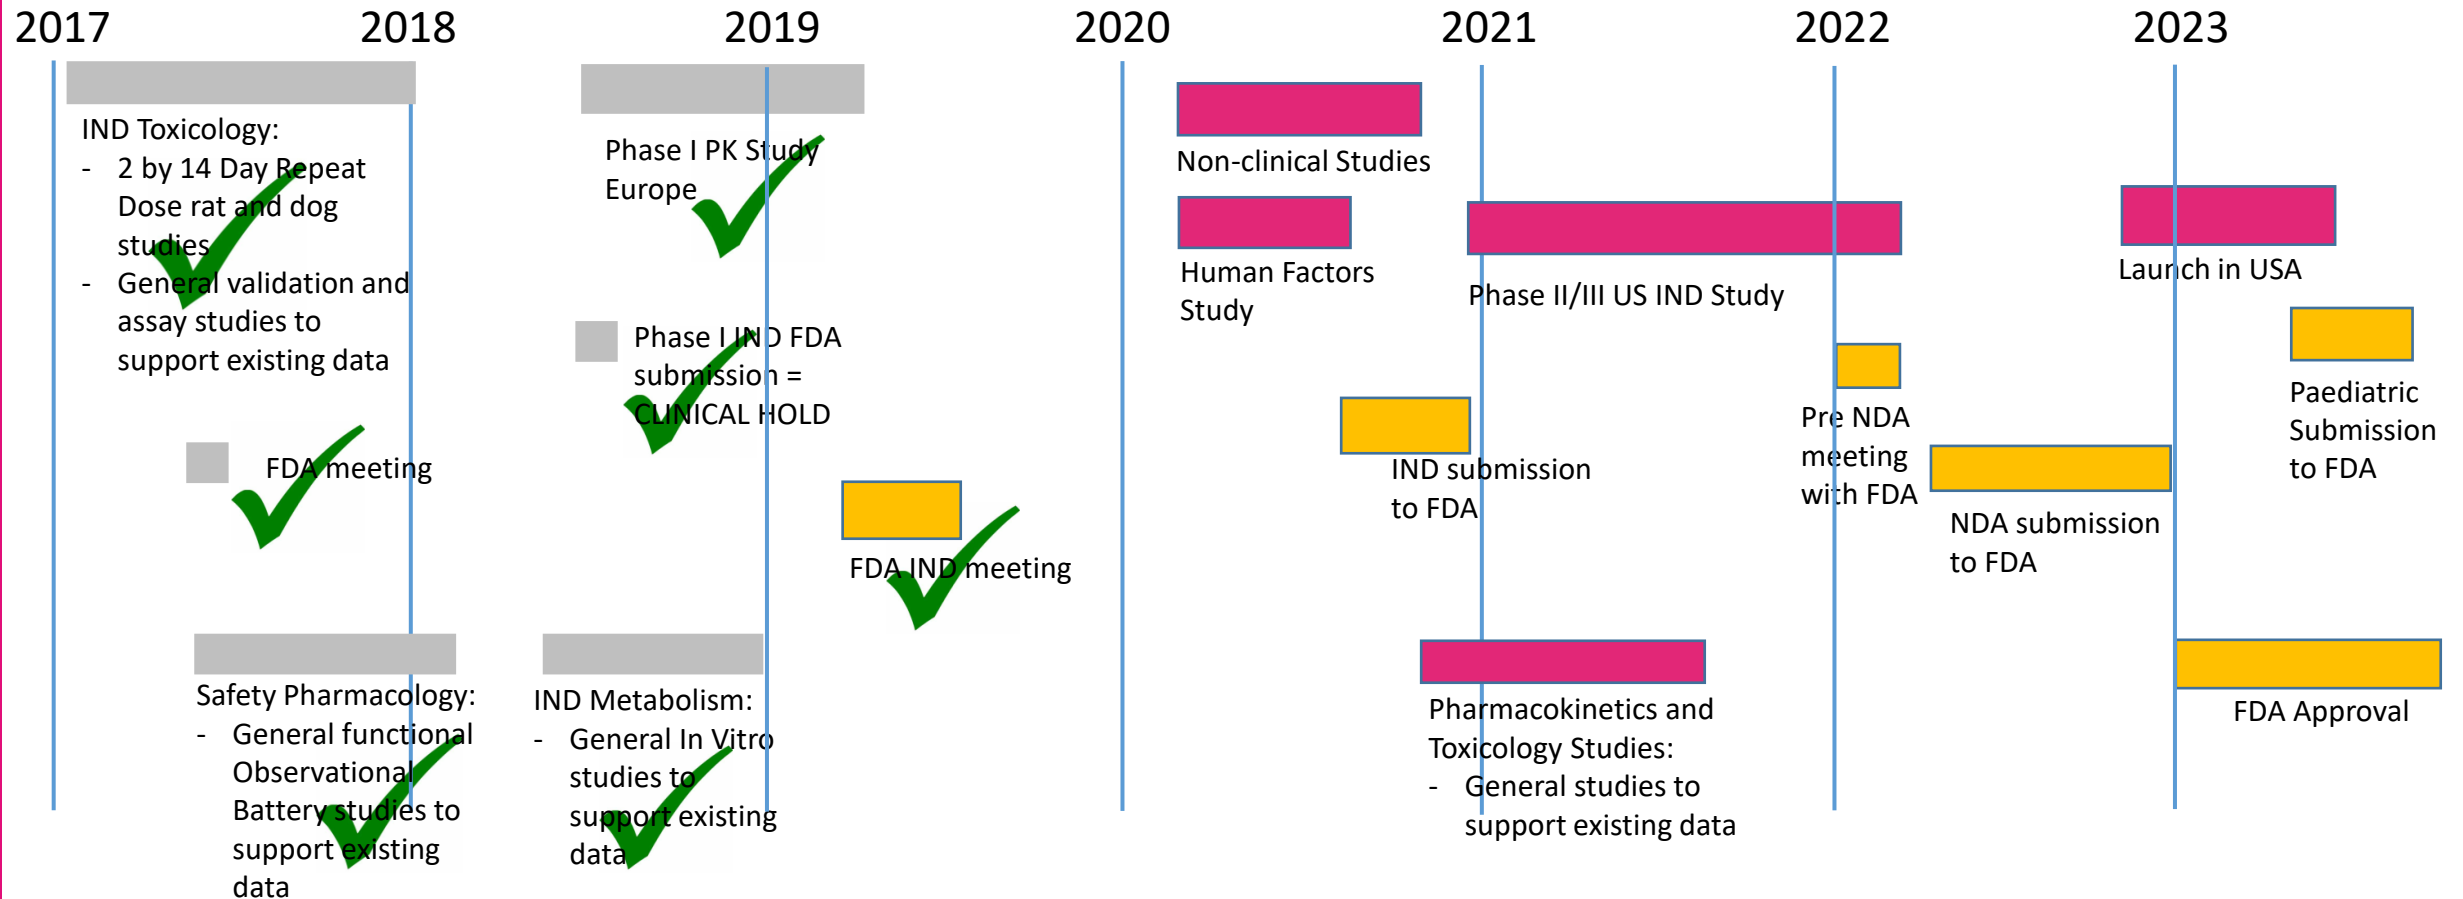 2017
2018
2019
2020
2021
2022
2023
IND Toxicology:
- 2 by 14 Day Repeat
Dose rat and dog
studies
- General validation and
assay studies to
support existing data
FDA meeting
Safety Pharmacology:
- General functional
Observational
Battery studies to
support existing
data
Phase I PK Study
Europe
Phase I IND FDA
submission =
CLINICAL HOLD
FDA IND meeting
IND Metabolism:
- General In Vitro
studies to
support existing
data
Non-clinical Studies
Human Factors
Study
Phase II/III US IND Study
IND submission
to FDA
Pharmacokinetics and
Toxicology Studies:
- General studies to
support existing data
Pre NDA
meeting
with FDA
NDA submission
to FDA
Launch in USA
Paediatric
Submission
to FDA
FDA Approval